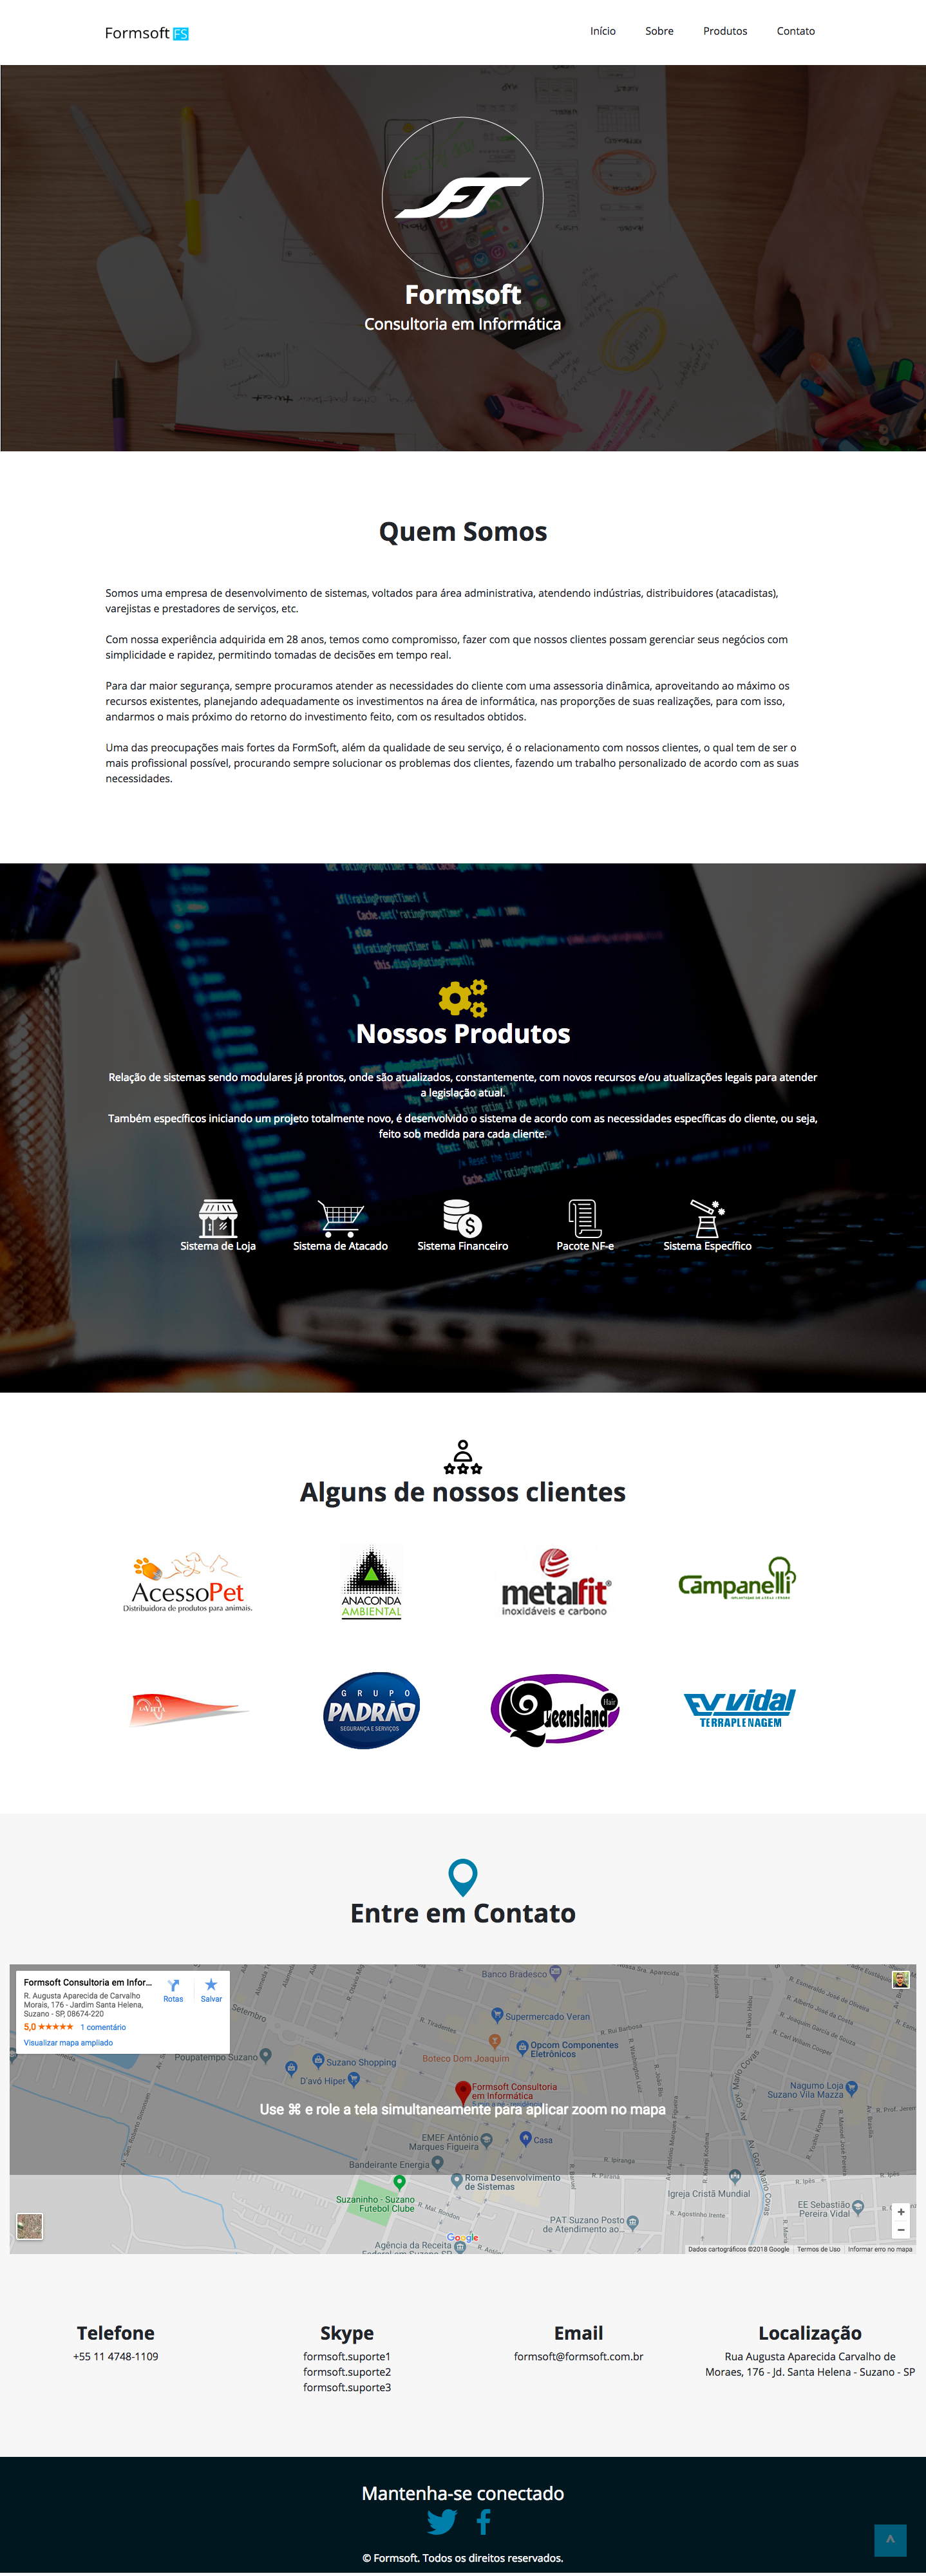 Formsoft FS
Início Sobre Produtos Contato
Formsoft
Consultoria em Informática
Quem Somos
Somos uma empresa de desenvolvimento de sistemas, voltados para área administrativa, atendendo indústrias, distribuidores (atacadistas),
varejistas e prestadores de serviços, etc.
Com nossa experiência adquirida em 28 anos, temos como compromisso, fazer com que nossos clientes possam gerenciar seus negócios com
simplicidade e rapidez, permitindo tomadas de decisões em tempo real.
Para dar maior segurança, sempre procuramos atender as necessidades do cliente com uma assessoria dinâmica, aproveitando ao máximo os
recursos existentes, planejando adequadamente os investimentos na área de informática, nas proporções de suas realizações, para com isso,
andarmos o mais próximo do retorno do investimento feito, com os resultados obtidos.
Uma das preocupações mais fortes da FormSoft, além da qualidade de seu serviço, é o relacionamento com nossos clientes, o qual tem de ser o
mais profissional possível, procurando sempre solucionar os problemas dos clientes, fazendo um trabalho personalizado de acordo com as suas
necessidades.
if(!ratingPromptTimer) {
} else
Nossos Produtos
Relação de sistemas sendo modulares já prontos, onde são atualizados, constantemente, com novos recursos e/ou atualizações legais para atender
a legislação atual.
Também específicos iniciando um projeto totalmente novo, é desenvolvido o sistema de acordo com as necessidades específicas do cliente, ou seja,
feito sob medida para cada cliente.
/* Reset the timer */
Sistema de Loja
Sistema de Atacado
Sistema Financeiro
Pacote NF-e
Sistema Específico
Alguns de nossos clientes
AcessoPet
Distribuidora de produtos para animais.
ANACONDA
AMBIENTAL
metalfit®
inoxidáveis e carbono
Campanelli
GRUPO
PADRÃO
SEGURANÇA E SERVIÇOS
Queensland Hair
vidal
TERRAPLENAGEM
Entre em Contato
Formsoft Consultoria em Infor...
R. Augusta Aparecida de Carvalho
Morais, 176 - Jardim Santa Helena,
Suzano - SP, 08674-220
5,0 ★★★★★ 1 comentário
Visualizar mapa ampliado
Rotas
Salvar
Banco Bradesco
Supermercado Veran
Opcom Componentes
Eletrônicos
Boteco Dom Joaquim
Poupatempo Suzano
Suzano Shopping
D'avó Hiper
Nagumo Loja
Suzano Vila Mazza
Formsoft Consultoria
em Informática
Use ⌘ e role a tela simultaneamente para aplicar zoom no mapa
EMEF Antônio
Marques Figueira
Casa
Bandeirante Energia
Roma Desenvolvimento
de Sistemas
Igreja Cristã Mundial
Suzaninho - Suzano
Futebol Clube
EE Sebastião
Pereira Vidal
PAT Suzano Posto
de Atendimento ao...
Agência da Receita
Google
Dados cartográficos ©2018 Google Termos de Uso Informar erro no mapa
Telefone
+55 11 4748-1109
Skype
formsoft.suporte1
formsoft.suporte2
formsoft.suporte3
Email
formsoft@formsoft.com.br
Localização
Rua Augusta Aparecida Carvalho de
Moraes, 176 - Jd. Santa Helena - Suzano - SP
Mantenha-se conectado
© Formsoft. Todos os direitos reservados.